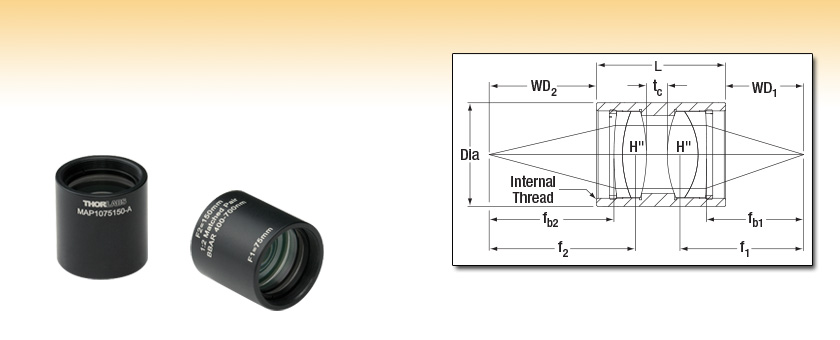 THORLABS
MAP1075150-A
F2=150mm
1:2 Matched Pair
BBAR 400-700nm
F1=75mm
L
WD2
tc
WD1
Dia
H"
H"
Internal
Thread
fb2
fb1
f2
f1